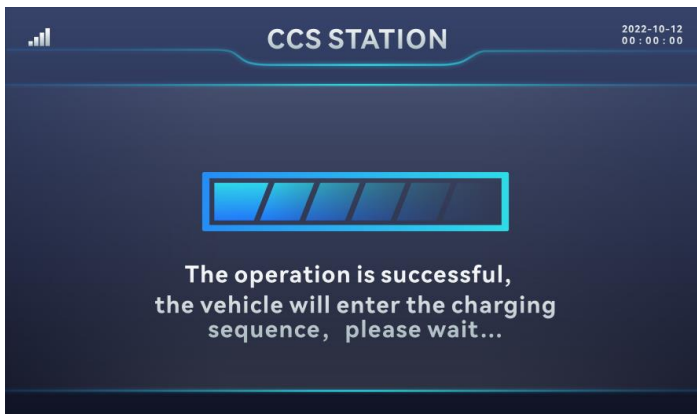 CCS STATION
2022-10-12
00:00:00
The operation is successful,
the vehicle will enter the charging
sequence, please wait...